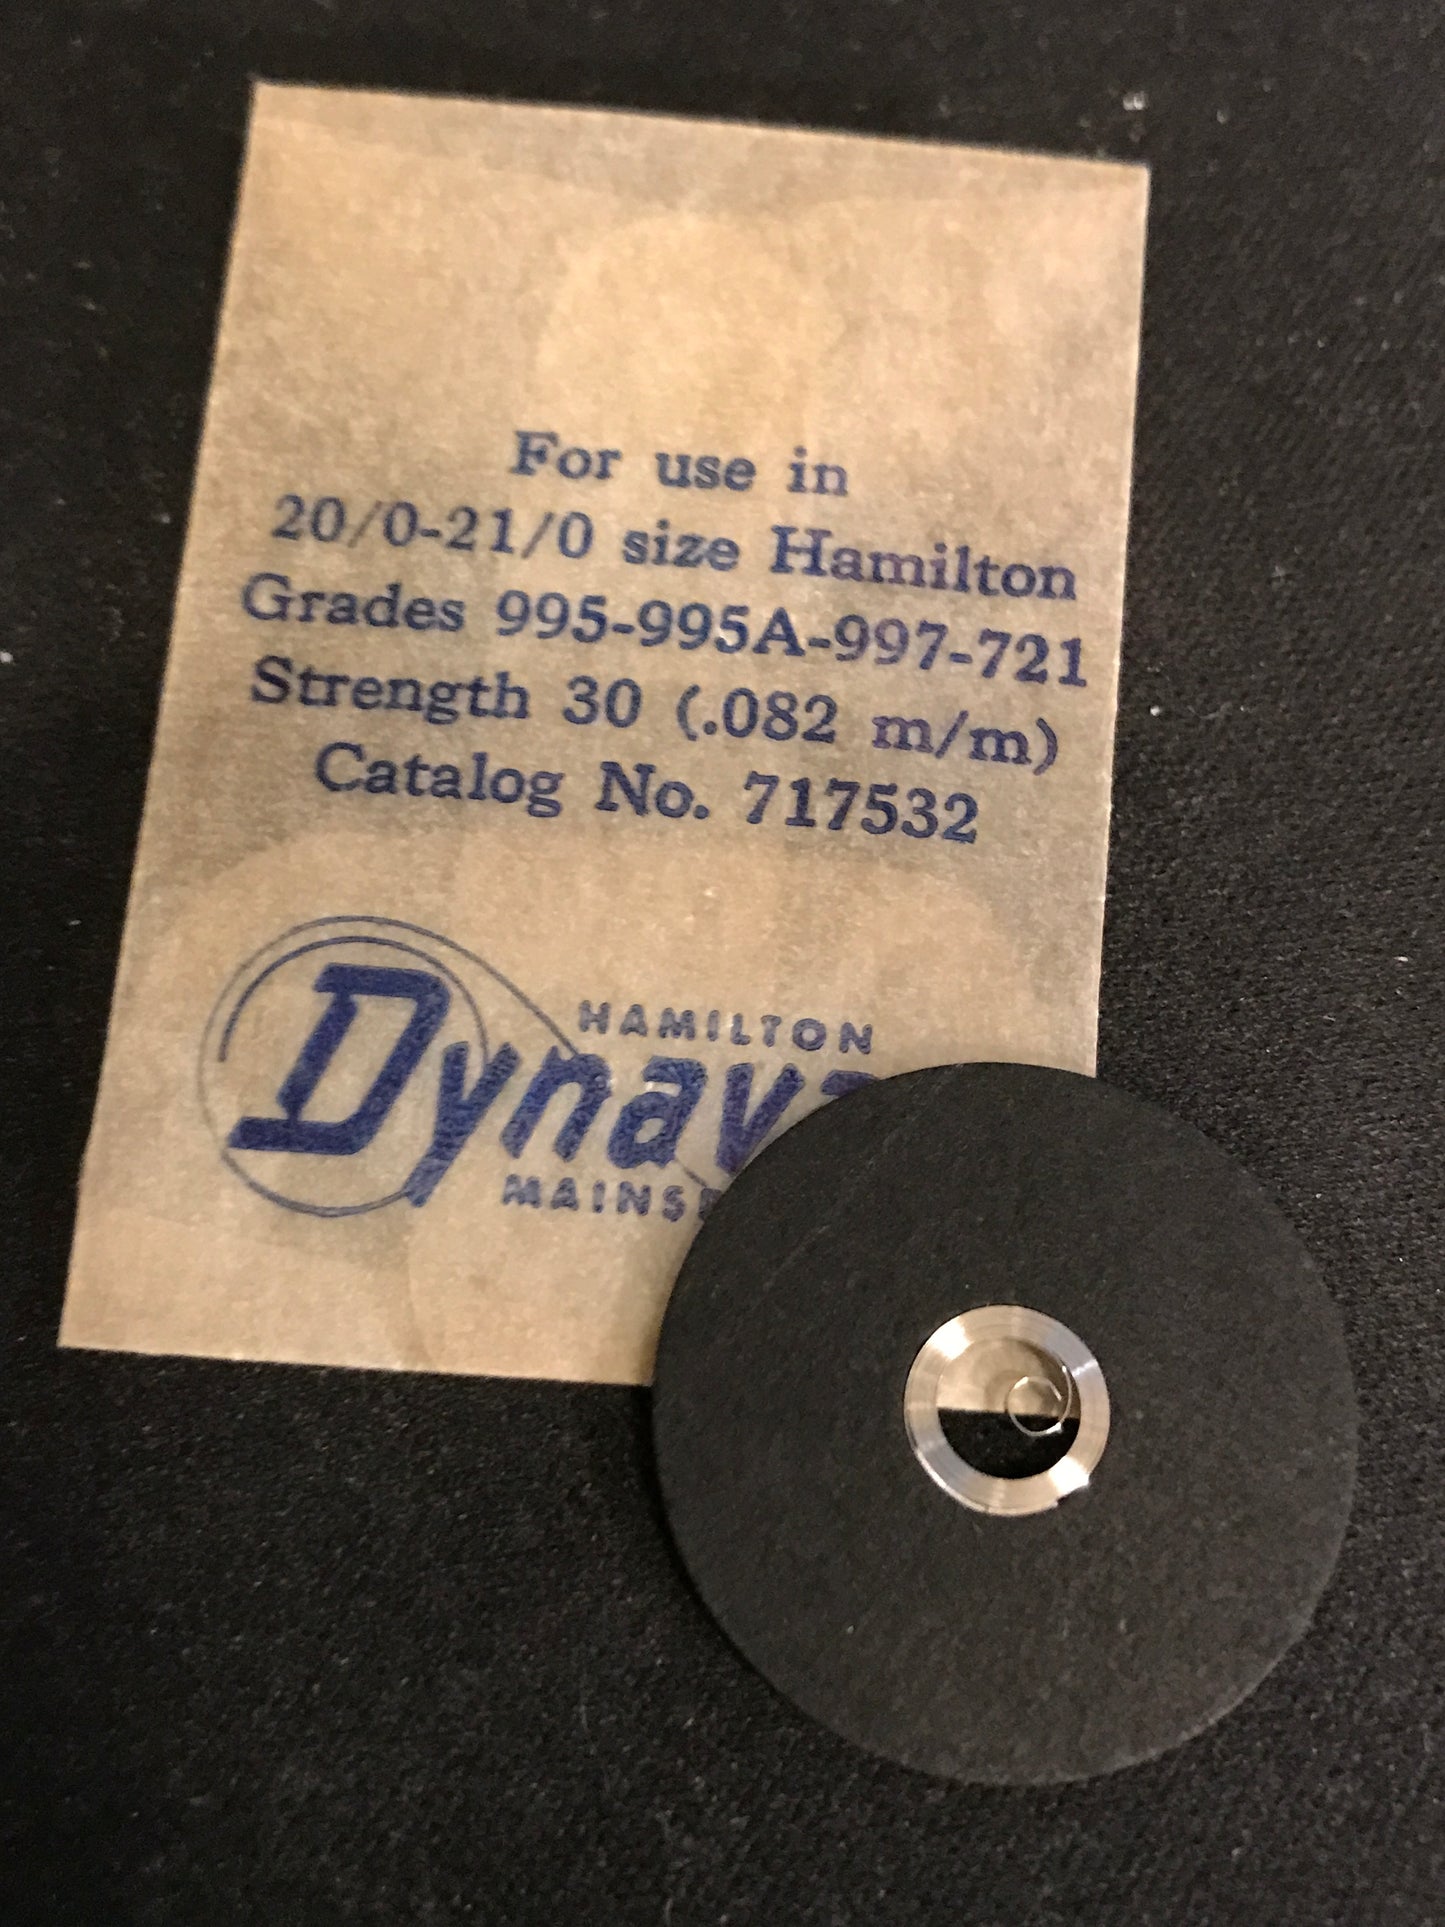 For use in
20/0-21/0 size Hamilton
Grades 995-995A-997-721
Strength 30 (.082 m/m)
Catalog No. 717532
HAMILTON